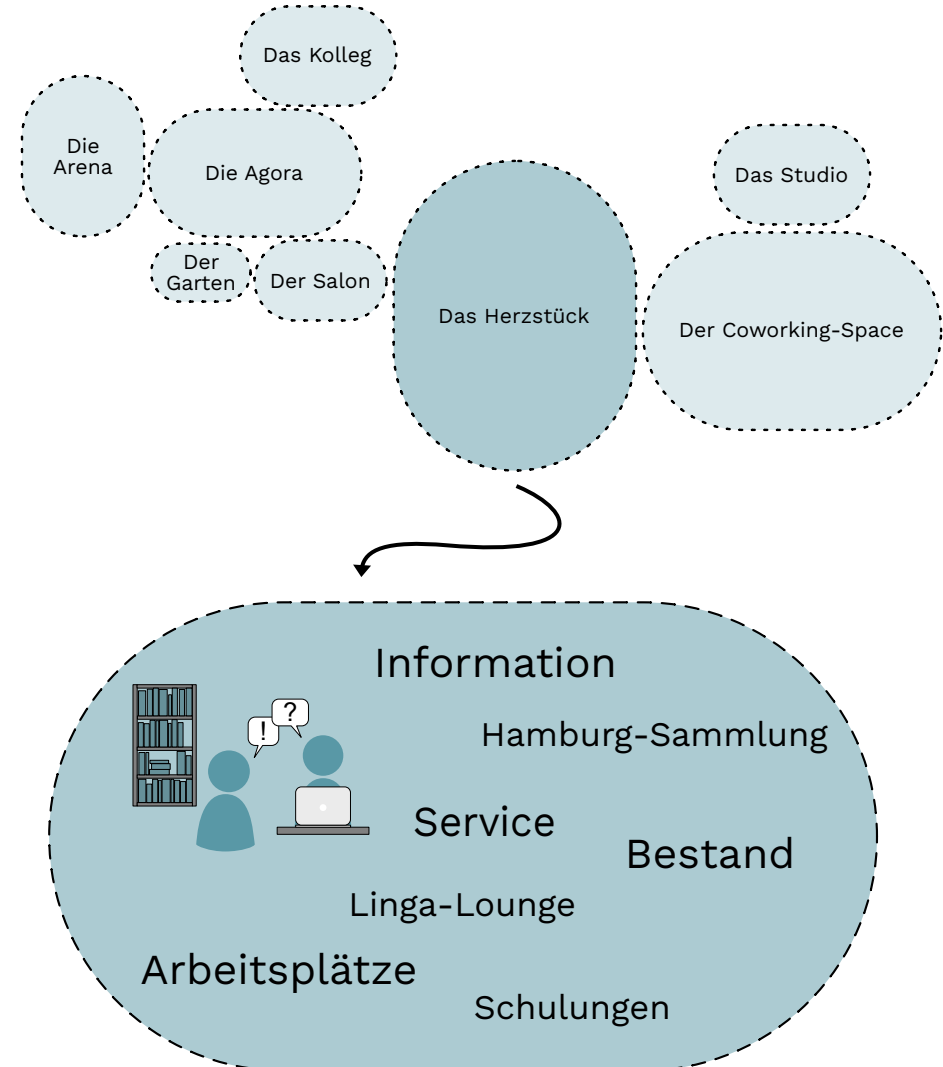 Das Kolleg
Die
Arena
Die Agora
Das Studio
Der
Garten
Der Salon
Das Herzstück
Der Coworking-Space
Information
?
!
Hamburg-Sammlung
Service
Bestand
Linga-Lounge
Arbeitsplätze
Schulungen